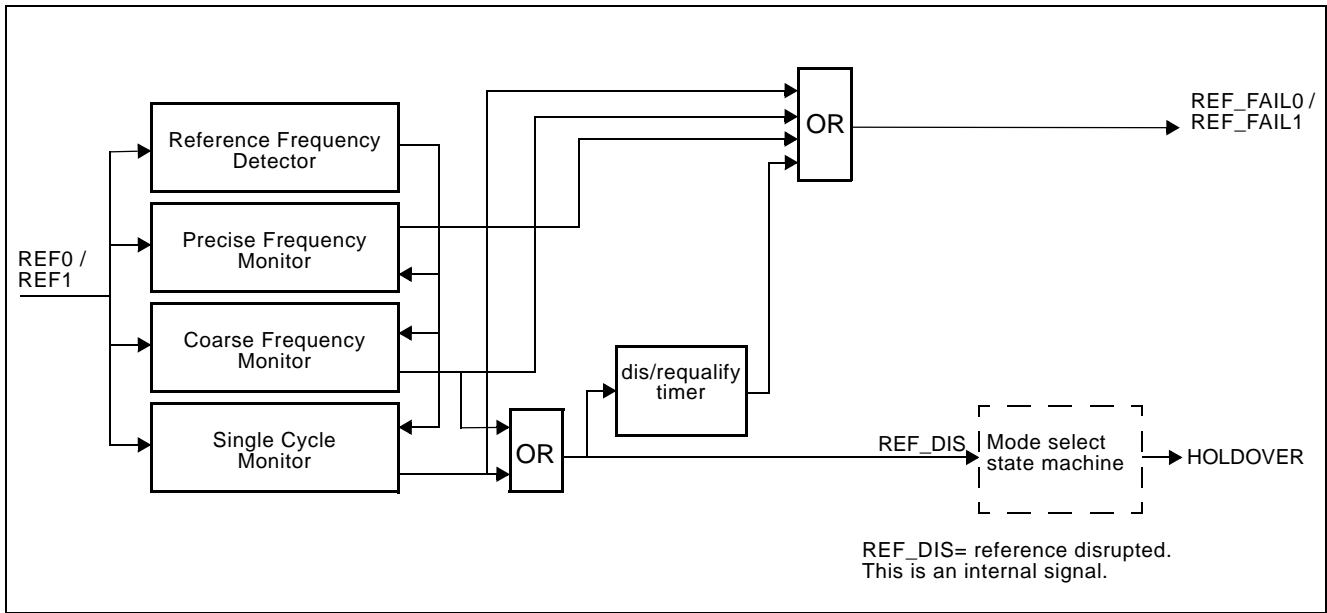 Reference Frequency
Detector
Precise Frequency
Monitor
Coarse Frequency
Monitor
Single Cycle
Monitor
REF0 /
REF1
OR
dis/requalify
timer
OR
REF_FAIL0 /
REF_FAIL1
REF_DIS
Mode select
state machine
HOLDOVER
REF_DIS= reference disrupted.
This is an internal signal.